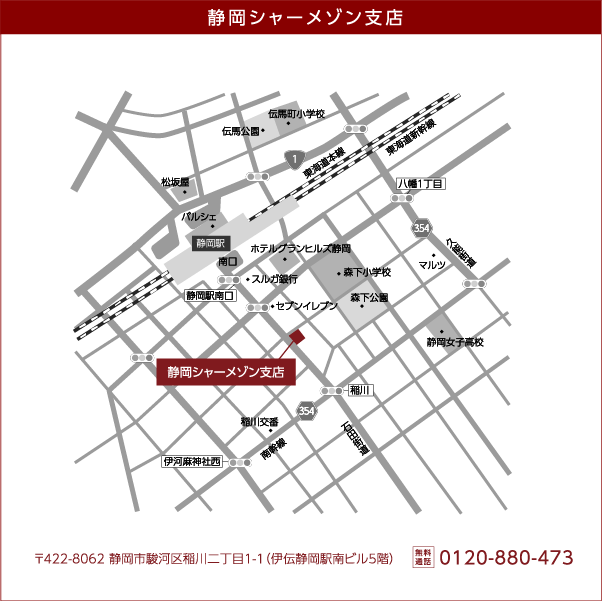 静岡シャーメゾン支店
伝馬町小学校
伝馬公園
1
東海道本線
東海道新幹線
松坂屋
八幡1丁目
パルシェ
354
久能街道
静岡駅
ホテルグランヒルズ静岡
南口
マルツ
森下小学校
スルガ銀行
静岡駅南口
森下公園
セブンイレブン
静岡女子高校
静岡シャーメゾン支店
稲川
354
稲川交番
石田街道
南幹線
伊河麻神社西
〒422-8062 静岡市駿河区稲川二丁目1-1（伊伝静岡駅南ビル5階）
無料通話 0120-880-473